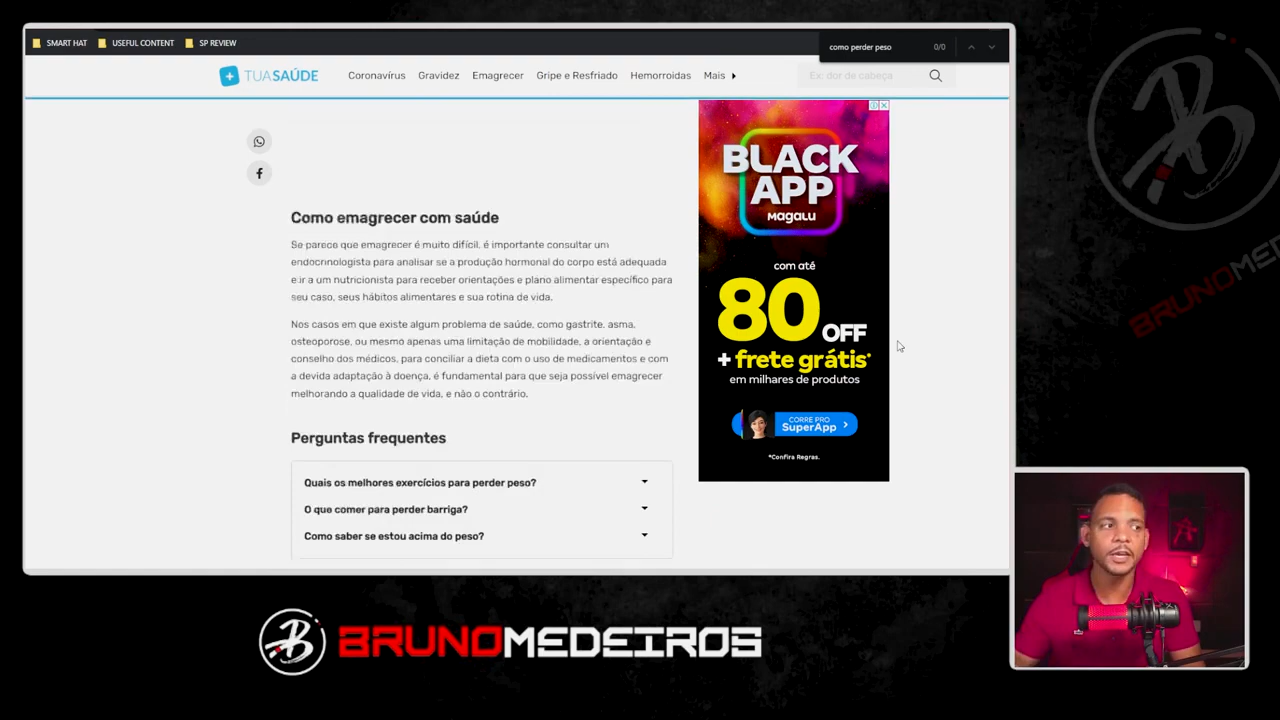 SMART HAT
USEFUL CONTENT
SP REVIEW
como perder peso
0/0
TUASAÚDE
Coronavírus
Gravidez
Emagrecer
Gripe e Resfriado
Hemorroidas
Mais
Ex: dor de cabeça
Como emagrecer com saúde
Se parece que emagrecer é muito difícil, é importante consultar um
endocrinologista para analisar se a produção hormonal do corpo está adequada
e ir a um nutricionista para receber orientações e plano alimentar específico para
seu caso, seus hábitos alimentares e sua rotina de vida.
Nos casos em que existe algum problema de saúde, como gastrite, asma,
osteoporose, ou mesmo apenas uma limitação de mobilidade, a orientação e
conselho dos médicos, para conciliar a dieta com o uso de medicamentos e com
a devida adaptação à doença, é fundamental para que seja possível emagrecer
melhorando a qualidade de vida, e não o contrário.
Perguntas frequentes
Quais os melhores exercícios para perder peso?
O que comer para perder barriga?
Como saber se estou acima do peso?
BLACK
APP
MagaLu
com até
80 OFF
+ frete grátis*
em milhares de produtos
CORRE PRO
SuperApp
*Confira Regras.
BRUNOMEDEIROS
BRUNOMED